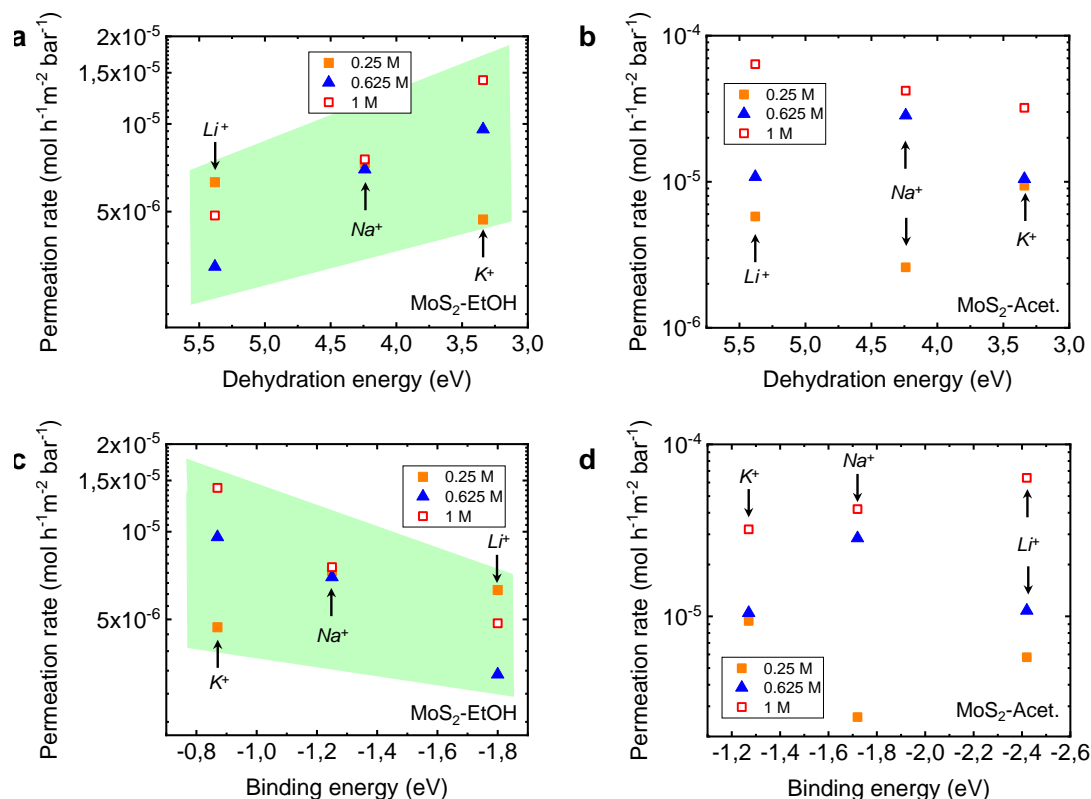 a
Permeation rate (mol h⁻¹m⁻² bar⁻¹)
2x10⁻⁵
1,5x10⁻⁵
10⁻⁵
5x10⁻⁶
0.25 M
0.625 M
1 M
Li⁺
Na⁺
K⁺
MoS₂-EtOH
5,5 5,0 4,5 4,0 3,5 3,0
Dehydration energy (eV)
b
Permeation rate (mol h⁻¹m⁻² bar⁻¹)
10⁻⁴
10⁻⁵
10⁻⁶
0.25 M
0.625 M
1 M
Li⁺
Na⁺
K⁺
MoS₂-Acet.
5,5 5,0 4,5 4,0 3,5 3,0
Dehydration energy (eV)
c
Permeation rate (mol h⁻¹m⁻² bar⁻¹)
2x10⁻⁵
1,5x10⁻⁵
10⁻⁵
5x10⁻⁶
0.25 M
0.625 M
1 M
Li⁺
Na⁺
K⁺
MoS₂-EtOH
-0,8 -1,0 -1,2 -1,4 -1,6 -1,8
Binding energy (eV)
d
Permeation rate (mol h⁻¹m⁻² bar⁻¹)
10⁻⁴
10⁻⁵
K⁺
Na⁺
Li⁺
0.25 M
0.625 M
1 M
MoS₂-Acet.
-1,2 -1,4 -1,6 -1,8 -2,0 -2,2 -2,4 -2,6
Binding energy (eV)